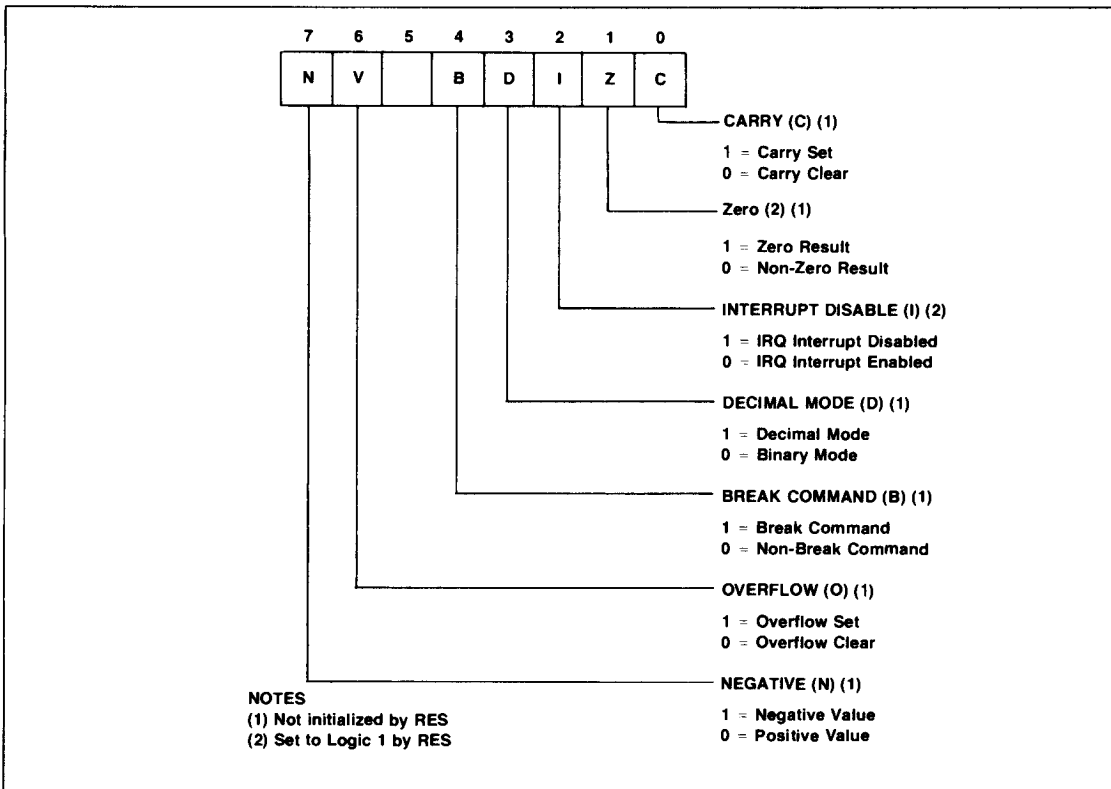 7 6 5 4 3 2 1 0
N V B D I Z C
CARRY (C) (1)
1 = Carry Set
0 = Carry Clear
Zero (2) (1)
1 = Zero Result
0 = Non-Zero Result
INTERRUPT DISABLE (I) (2)
1 = IRQ Interrupt Disabled
0 = IRQ Interrupt Enabled
DECIMAL MODE (D) (1)
1 = Decimal Mode
0 = Binary Mode
BREAK COMMAND (B) (1)
1 = Break Command
0 = Non-Break Command
OVERFLOW (O) (1)
1 = Overflow Set
0 = Overflow Clear
NEGATIVE (N) (1)
1 = Negative Value
0 = Positive Value
NOTES
(1) Not initialized by RES
(2) Set to Logic 1 by RES